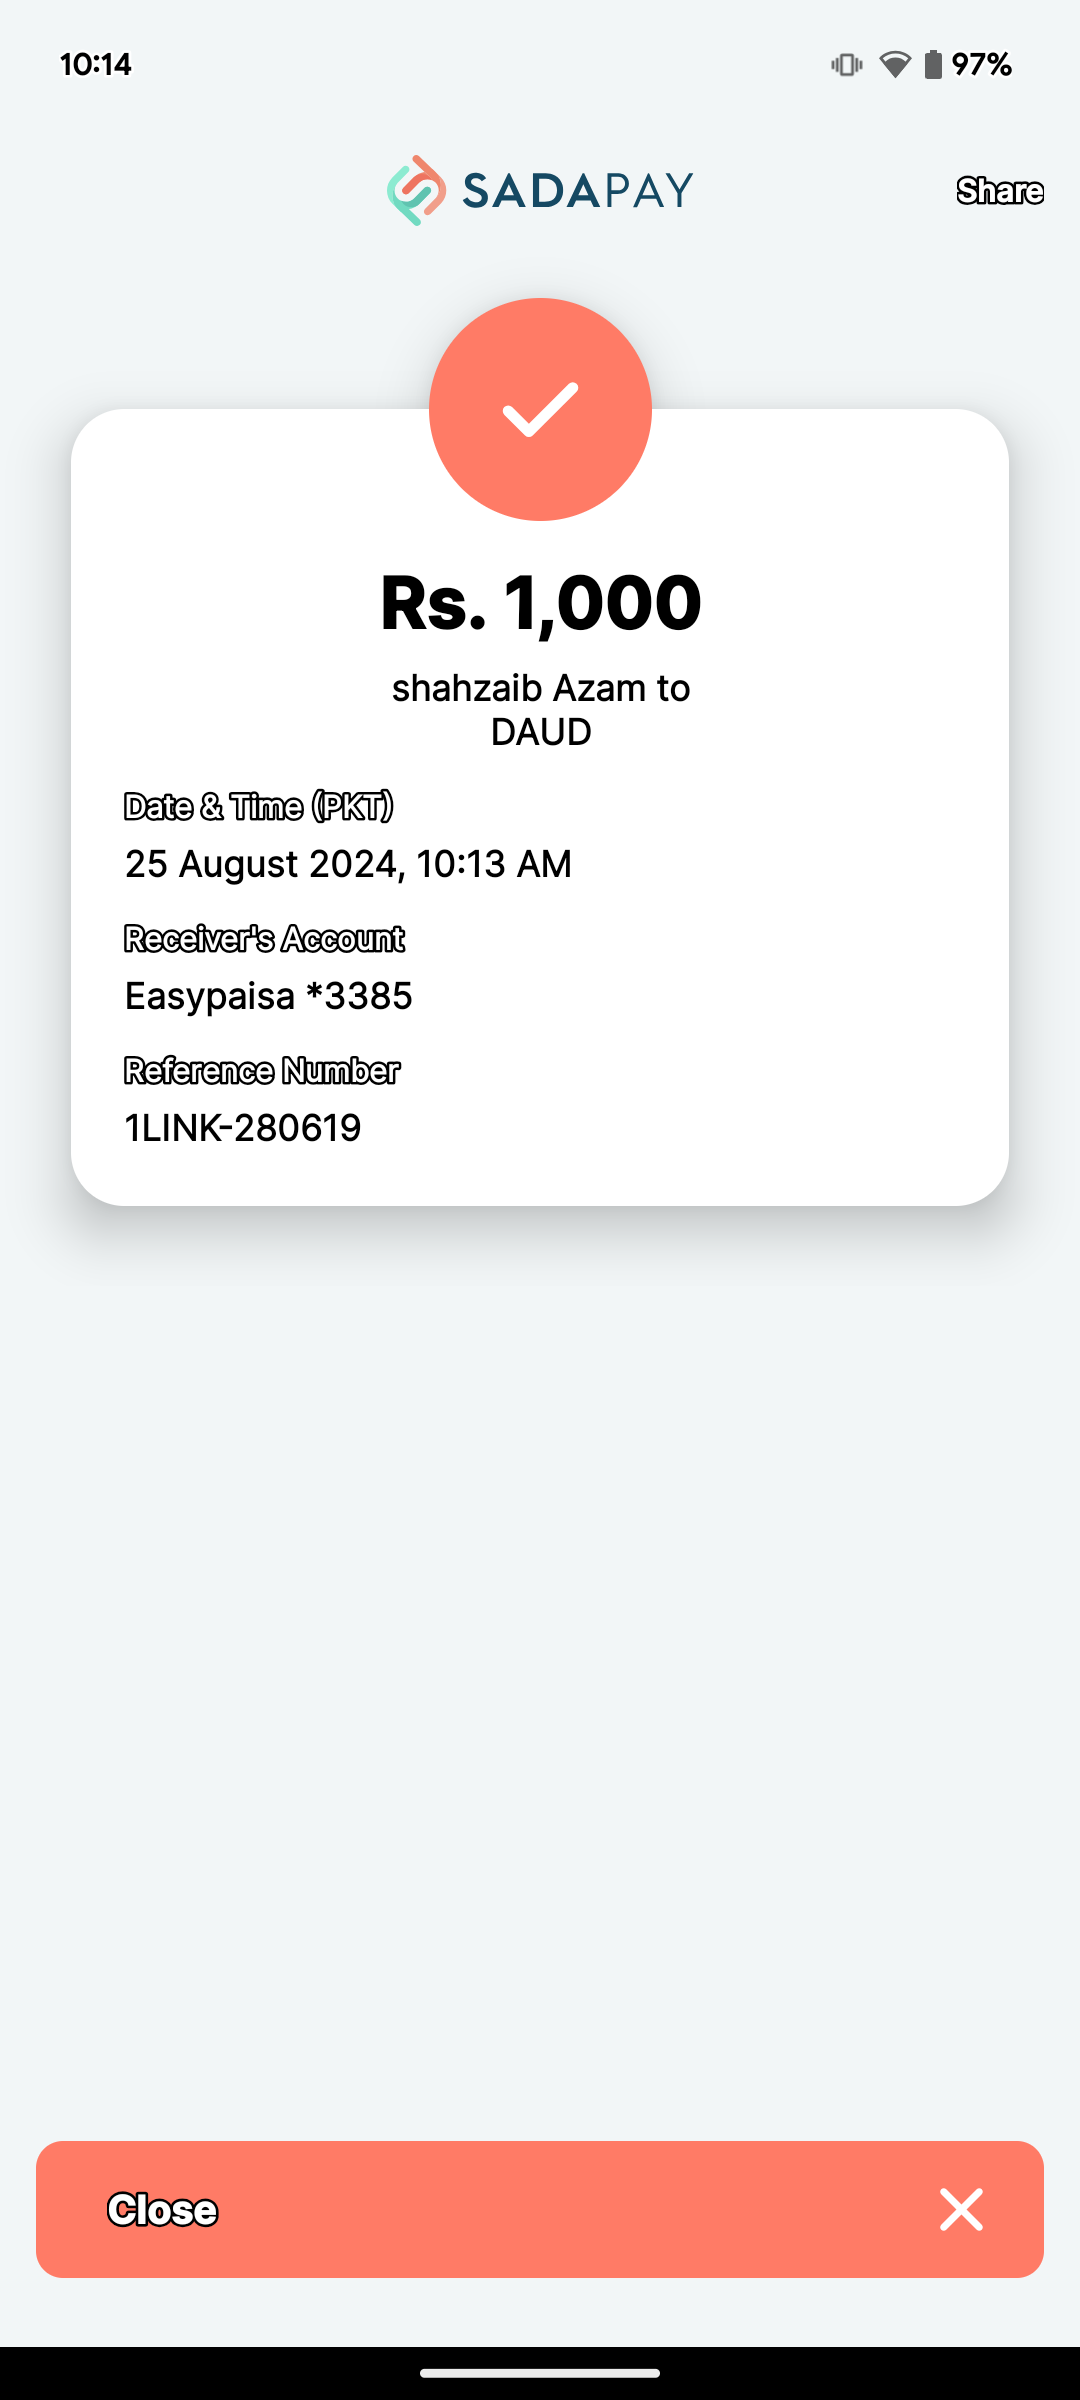 10:14
97%
SADAPAY
Share
Rs. 1,000
shahzaib Azam to
DAUD
Date & Time (PKT)
25 August 2024, 10:13 AM
Receiver's Account
Easypaisa *3385
Reference Number
1LINK-280619
Close